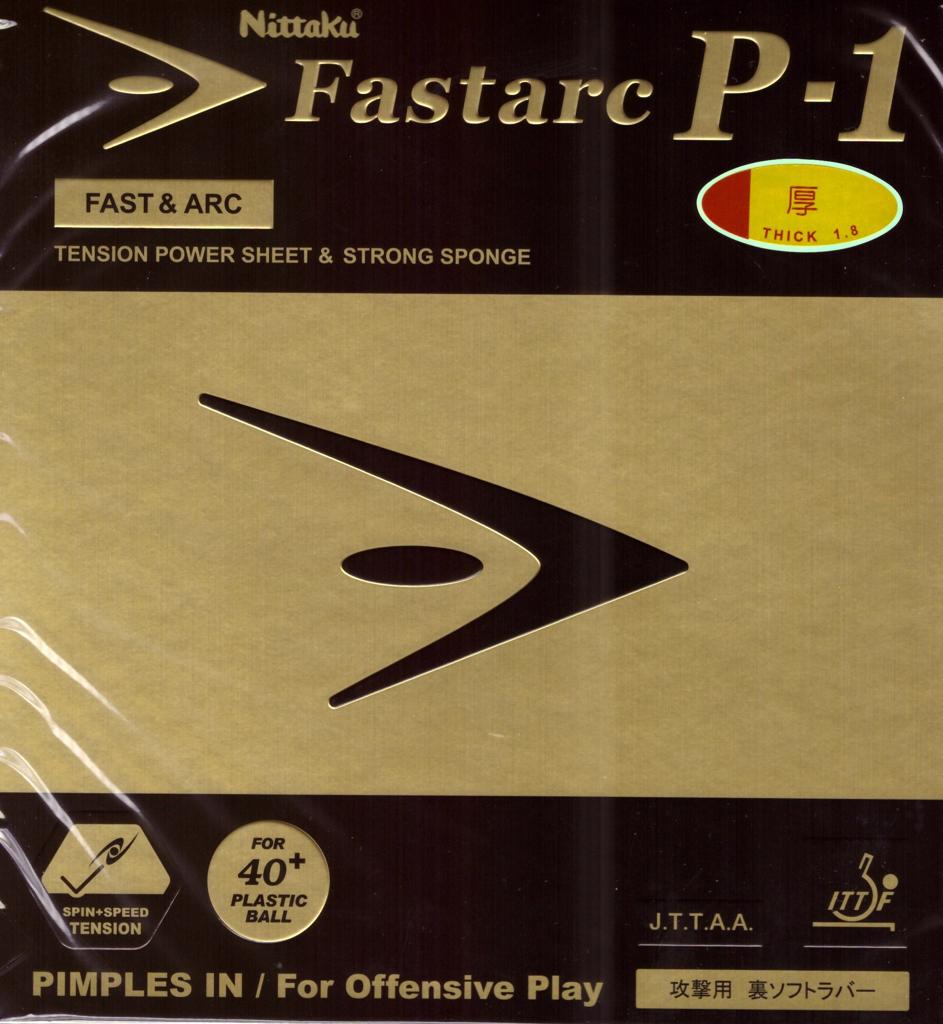 Nittaku®
Fastarc P-1
FAST & ARC
厚
THICK 1.8
TENSION POWER SHEET & STRONG SPONGE
SPIN+SPEED
TENSION
FOR
40+
PLASTIC
BALL
J.T.T.A.A.
ITTF
PIMPLES IN / For Offensive Play
攻撃用 裏ソフトラバー